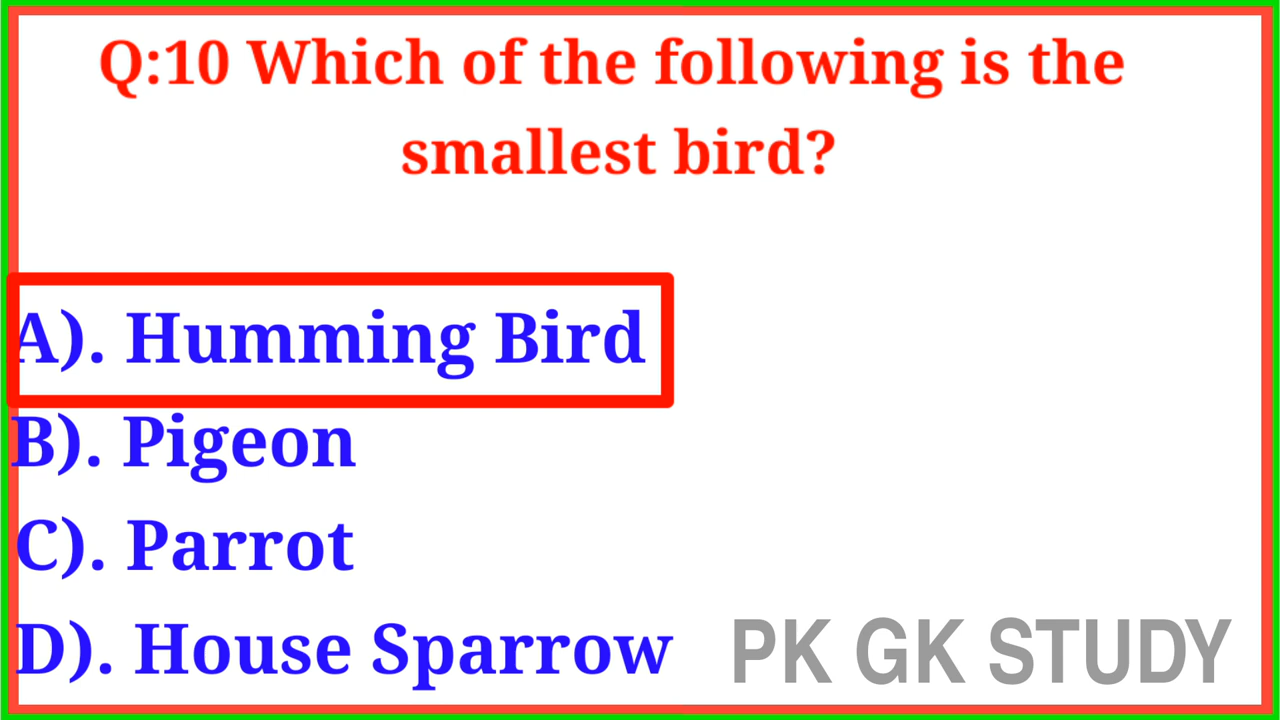 Q:10 Which of the following is the
smallest bird?
A). Humming Bird
B). Pigeon
C). Parrot
D). House Sparrow
PK GK STUDY